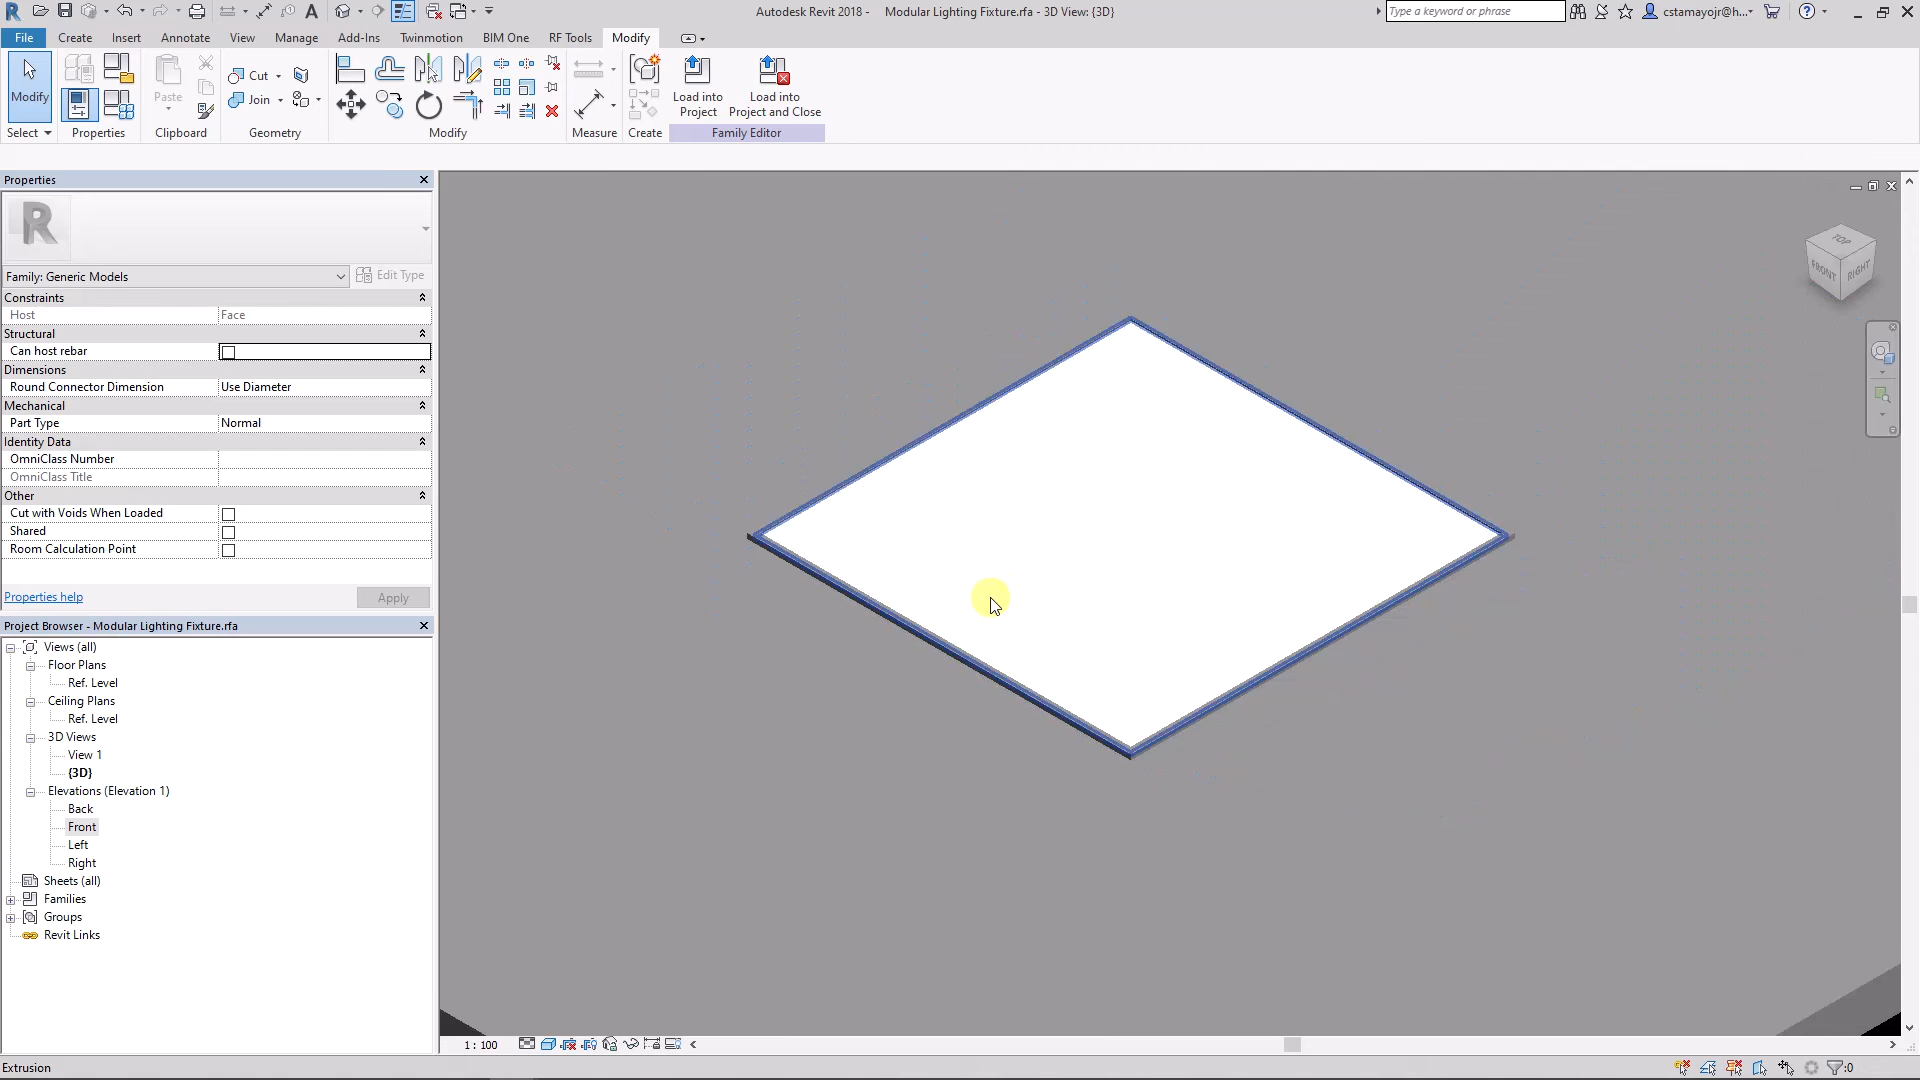 Autodesk Revit 2018 -    Modular Lighting Fixture.rfa - 3D View: {3D}
Type a keyword or phrase
cstamayojr@h...
File Create Insert Annotate View Manage Add-Ins Twinmotion BIM One RF Tools Modify
Modify
Paste
Cut
Join
Load into Project
Load into Project and Close
Select Properties Clipboard Geometry Modify Measure Create Family Editor
Properties
Family: Generic Models Edit Type
Constraints
Host Face
Structural
Can host rebar
Dimensions
Round Connector Dimension Use Diameter
Mechanical
Part Type Normal
Identity Data
OmniClass Number
OmniClass Title
Other
Cut with Voids When Loaded
Shared
Room Calculation Point
Properties help Apply
Project Browser - Modular Lighting Fixture.rfa
Views (all)
Floor Plans
Ref. Level
Ceiling Plans
Ref. Level
3D Views
View 1
{3D}
Elevations (Elevation 1)
Back
Front
Left
Right
Sheets (all)
Families
Groups
Revit Links
TOP
FRONT RIGHT
1 : 100
Extrusion
:0